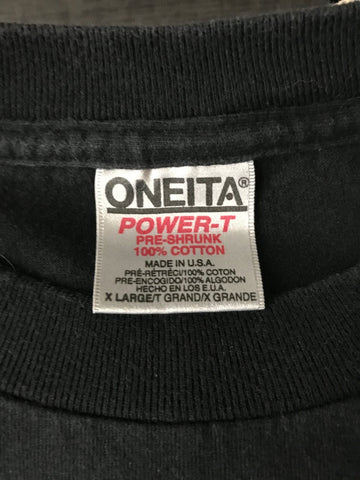 ONEITA®
POWER-T
PRE-SHRUNK
100% COTTON
MADE IN U.S.A.
PRÉ-RÉTRÉCI/100% COTON
PRE-ENCOGIDO/100% ALGODON
HECHO EN LOS E.U.A.
X LARGE/T GRAND/X GRANDE